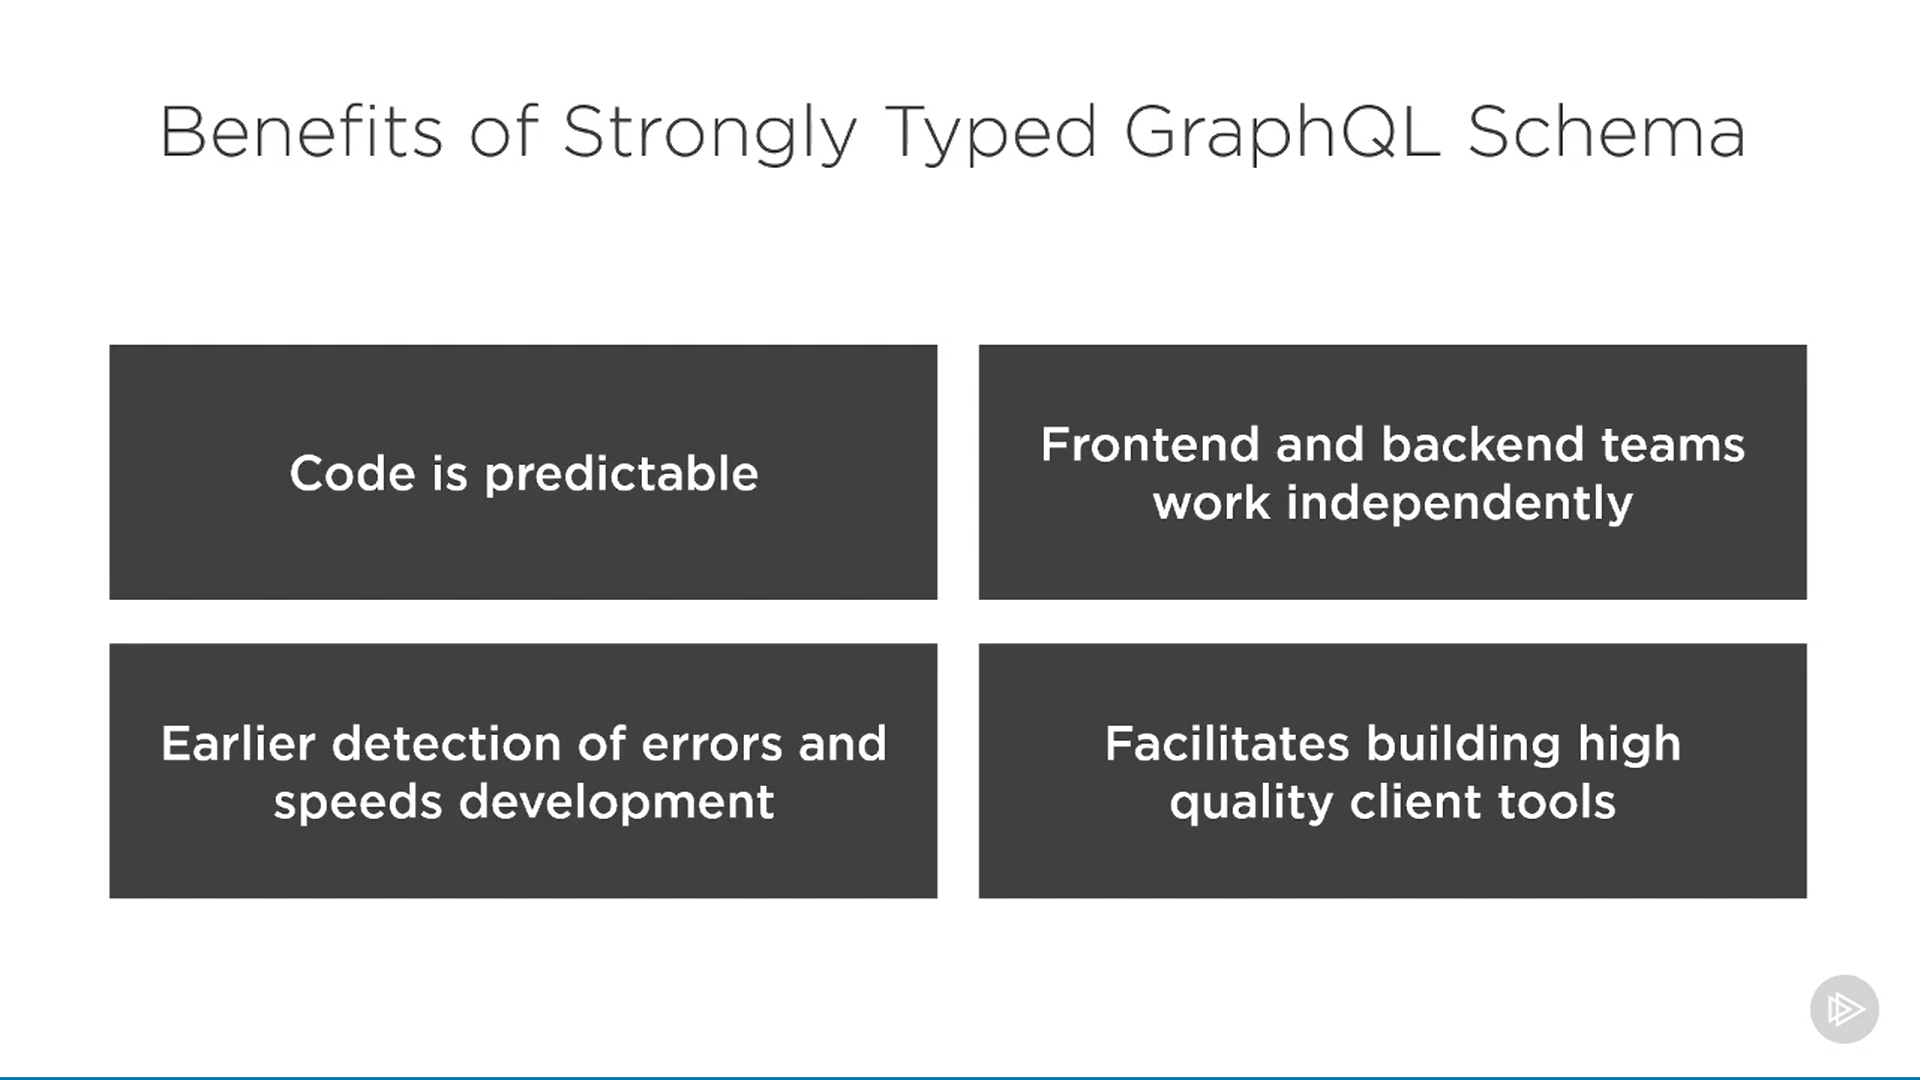 Benefits of Strongly Typed GraphQL Schema
Code is predictable
Frontend and backend teams
work independently
Earlier detection of errors and
speeds development
Facilitates building high
quality client tools